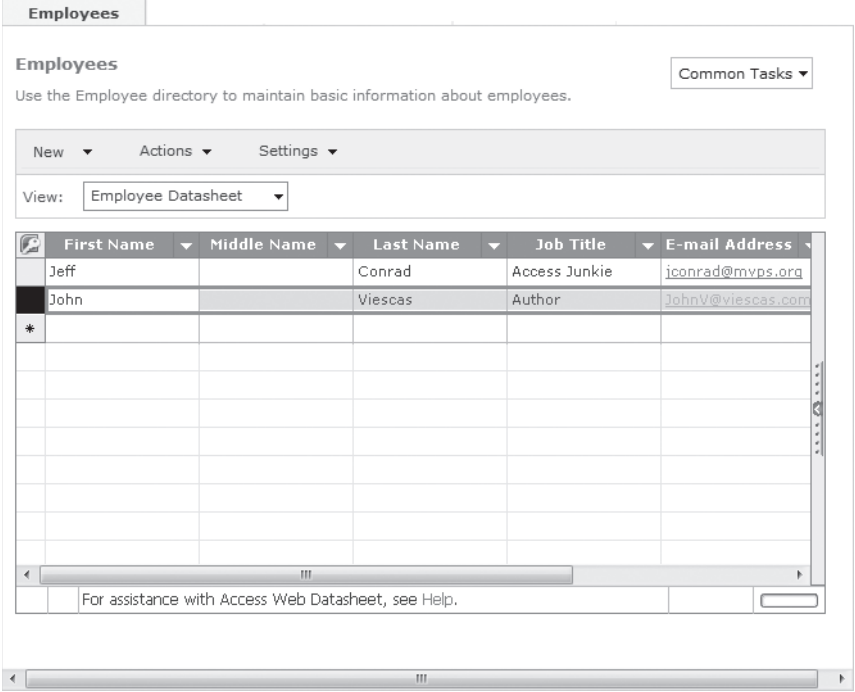 Employees
Employees
Common Tasks
Use the Employee directory to maintain basic information about employees.
New Actions Settings
View: Employee Datasheet
First Name Middle Name Last Name Job Title E-mail Address
Jeff Conrad Access Junkie jconrad@mvps.org
John Viescas Author JohnV@viescas.com
*
For assistance with Access Web Datasheet, see Help.